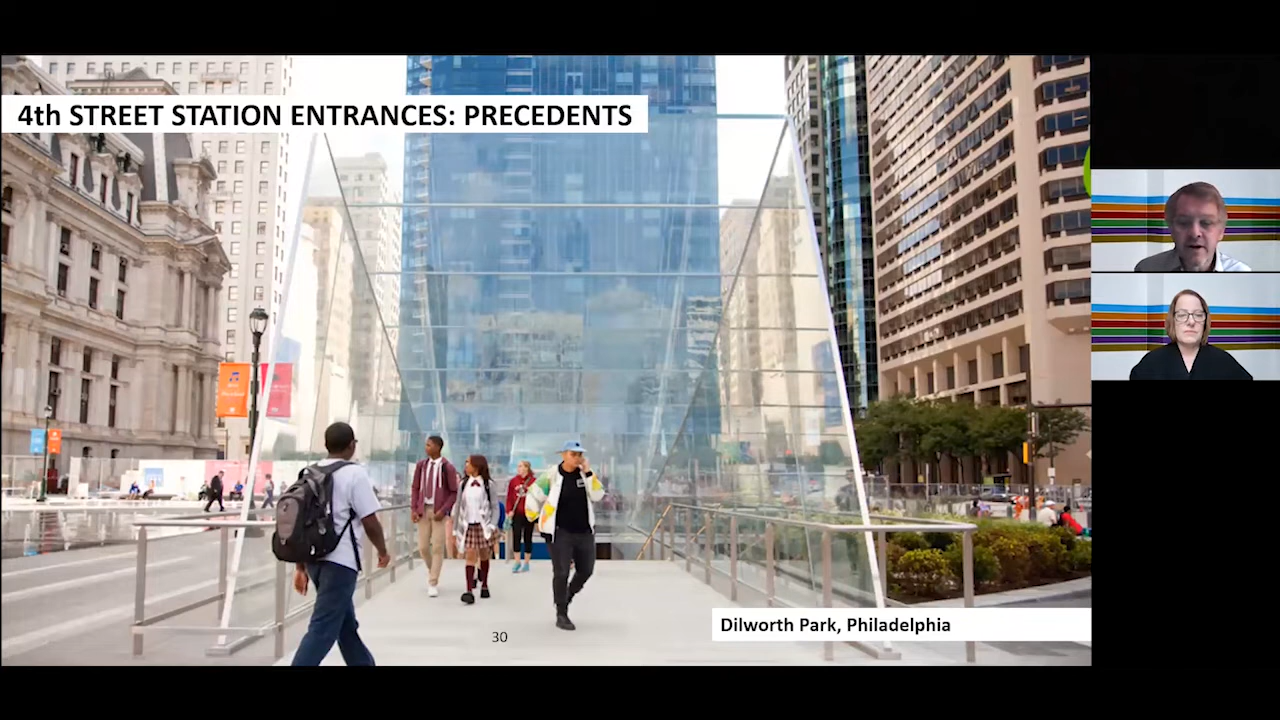 4th STREET STATION ENTRANCES: PRECEDENTS
Dilworth Park, Philadelphia
30